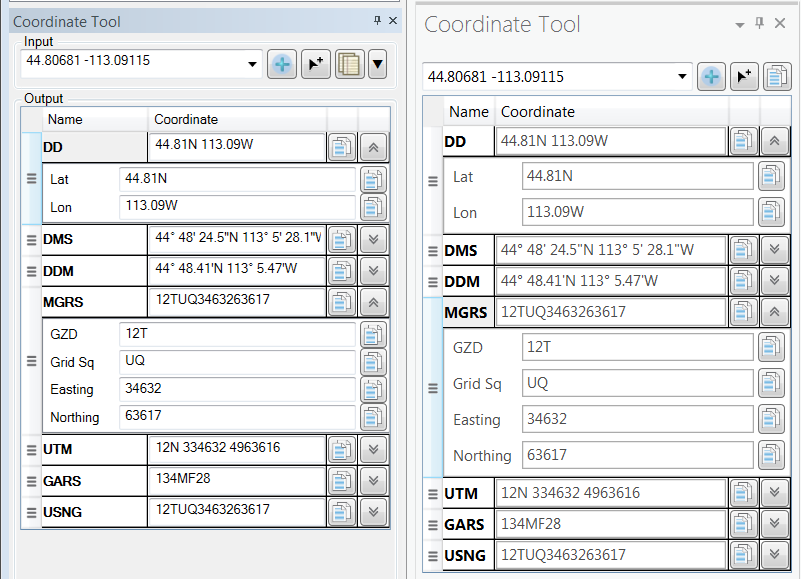 Coordinate Tool
Input
44.80681 -113.09115
Output
Name Coordinate
DD 44.81N 113.09W
Lat 44.81N
Lon 113.09W
DMS 44° 48' 24.5"N 113° 5' 28.1"W
DDM 44° 48.41'N 113° 5.47'W
MGRS 12TUQ3463263617
GZD 12T
Grid Sq UQ
Easting 34632
Northing 63617
UTM 12N 334632 4963616
GARS 134MF28
USNG 12TUQ3463263617
Coordinate Tool
44.80681 -113.09115
Name Coordinate
DD 44.81N 113.09W
Lat 44.81N
Lon 113.09W
DMS 44° 48' 24.5"N 113° 5' 28.1"W
DDM 44° 48.41'N 113° 5.47'W
MGRS 12TUQ3463263617
GZD 12T
Grid Sq UQ
Easting 34632
Northing 63617
UTM 12N 334632 4963616
GARS 134MF28
USNG 12TUQ3463263617